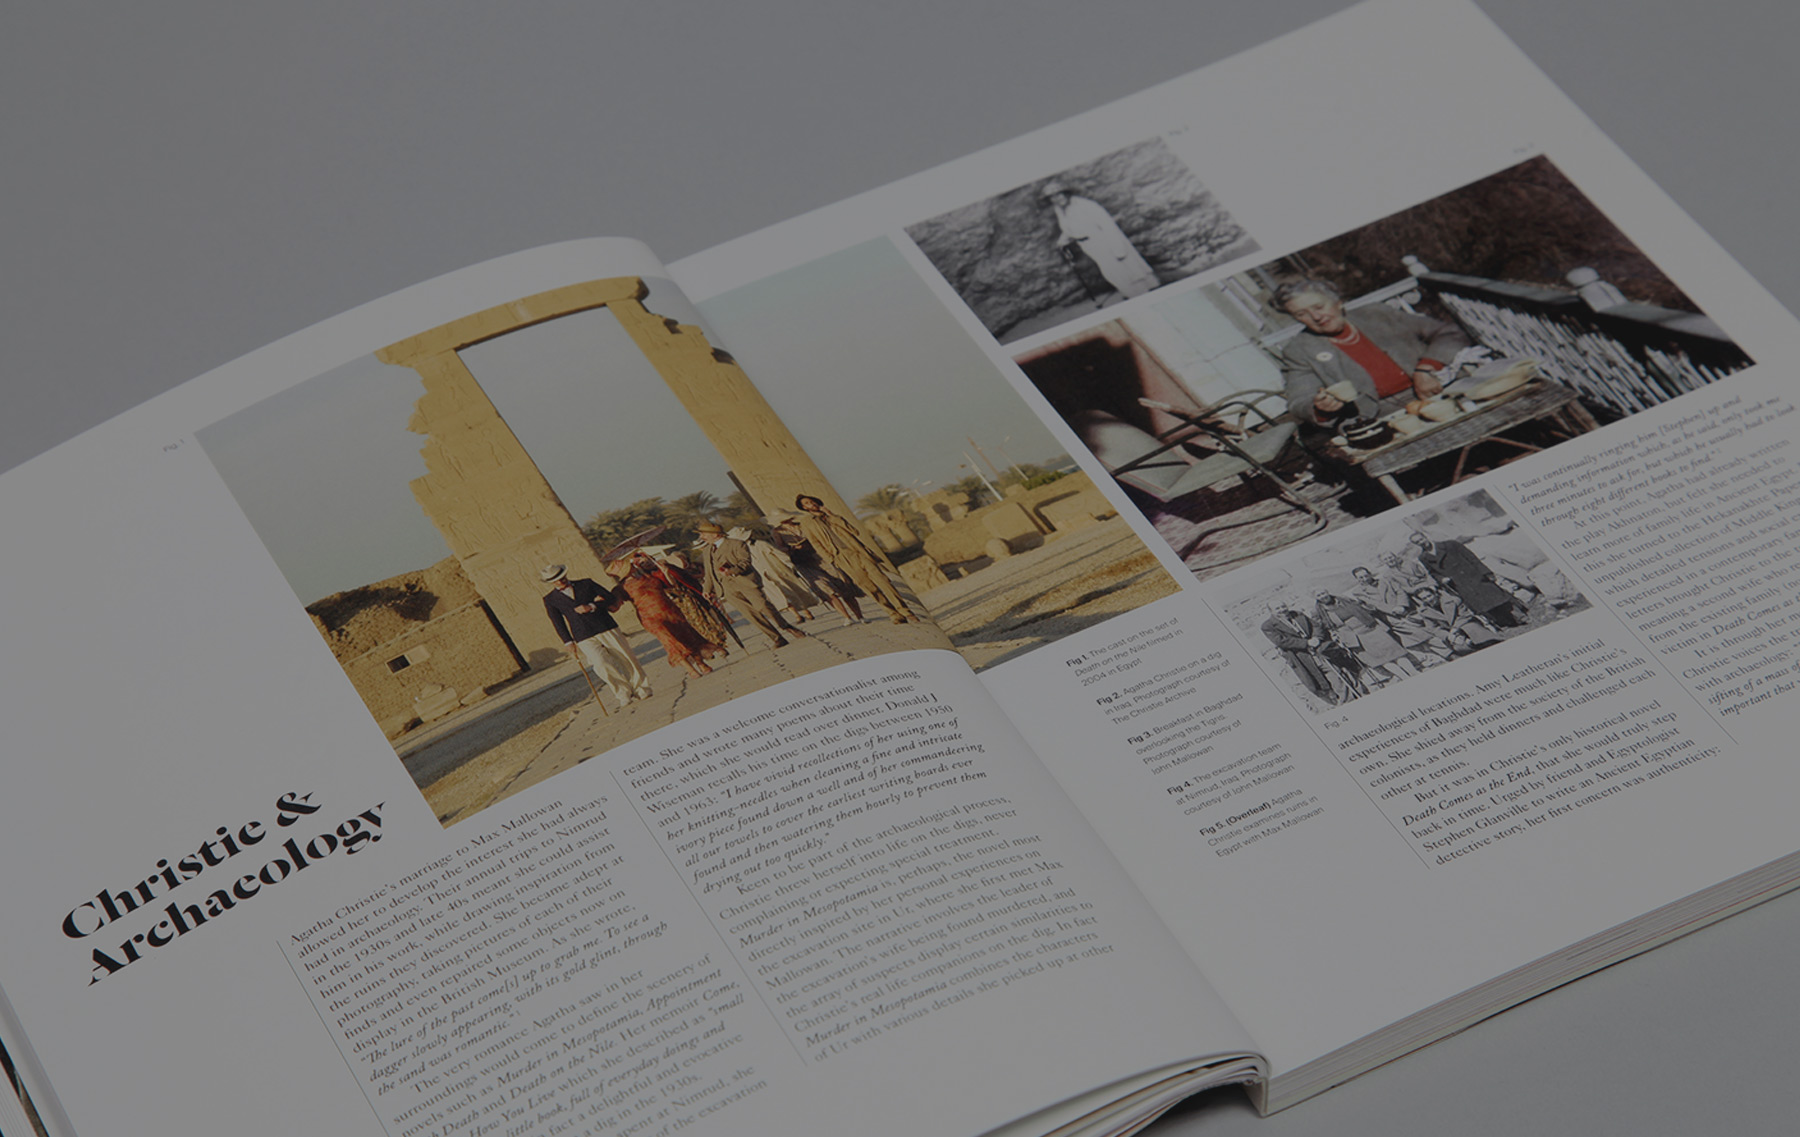 Christie &
Archaeology
Fig. 1
Agatha Christie's marriage to Max Mallowan
allowed her to develop the interest she had always
had in archaeology. Their annual trips to Nimrud
in the 1930s and late 40s meant she could assist
him in his work, while drawing inspiration from
the ruins as they discovered. She became adept at
photography, taking pictures of each of their
finds and even repaired some objects now on
display in the British Museum. As she wrote,
"The lure of the past come[s] up to grab me. To see a
dagger slowly appearing, with its gold glint, through
the sand was romantic."
The very romance Agatha saw in her
surroundings would come to define the scenery of
novels such as Murder in Mesopotamia, Appointment
Death and Death on the Nile. Her memoir Come,
How You Live which she described as "small
little book, full of everyday doings and
fact a delightful and evocative
a dig in the 1930s.
spent at Nimrud, she
of the excavation
team. She was a welcome conversationalist among
friends and wrote many poems about their time
there, which she would read over dinner. Donald J
Wiseman recalls his time on the digs between 1950
and 1963: "I have vivid recollections of her using one of
her knitting-needles when cleaning a fine and intricate
ivory piece found down a well and of her commandeering
all our towels to cover the earliest writing boards ever
found and then watering them hourly to prevent them
drying out too quickly."
Keen to be part of the archaeological process,
Christie threw herself into life on the digs, never
complaining or expecting special treatment.
Murder in Mesopotamia is, perhaps, the novel most
directly inspired by her personal experiences on
the excavation site in Ur, where she first met Max
Mallowan. The narrative involves the leader of
the excavation's wife being found murdered, and
the array of suspects display certain similarities to
Christie's real life companions on the dig. In fact
Murder in Mesopotamia combines the characters
of Ur with various details she picked up at other
Fig 1. The cast on the set of
Death on the Nile filmed in
2004 in Egypt
Fig 2. Agatha Christie on a dig
in Iraq. Photograph courtesy of
the Christie Archive
Fig 3. Breakfast in Baghdad
overlooking the Tigris.
Photograph courtesy of
John Mallowan
Fig 4. The excavation team
at Nimrud, Iraq. Photograph
courtesy of John Mallowan
Fig 5. (Overleaf) Agatha
Christie examines ruins in
Egypt with Max Mallowan
Fig. 4
archaeological locations. Amy Leatheran's initial
experiences of Baghdad were much like Christie's
own. She shied away from the society of the British
colonists, as they held dinners and challenged each
other at tennis.
But it was in Christie's only historical novel
Death Comes as the End, that she would truly step
back in time. Urged by friend and Egyptologist
Stephen Glanville to write an Ancient Egyptian
detective story, her first concern was authenticity:
"I was continually ringing him [Stephen] up and
demanding information which, as he said, only took me
three minutes to ask for, but which he usually had to look
through eight different books to find"
At this point, Agatha had already written
the play Akhnaton, but felt she needed to
learn more of family life in Ancient Egypt,
this she turned to the Hekanakhte Papers
unpublished collection of Middle
which detailed tensions and social
experienced in a contemporary
letters brought Christie to the
meaning a second wife who
from the existing family
victim in Death Comes as
It is through her
Christie voices the
with archaeology:
sifting of a mass of
important that